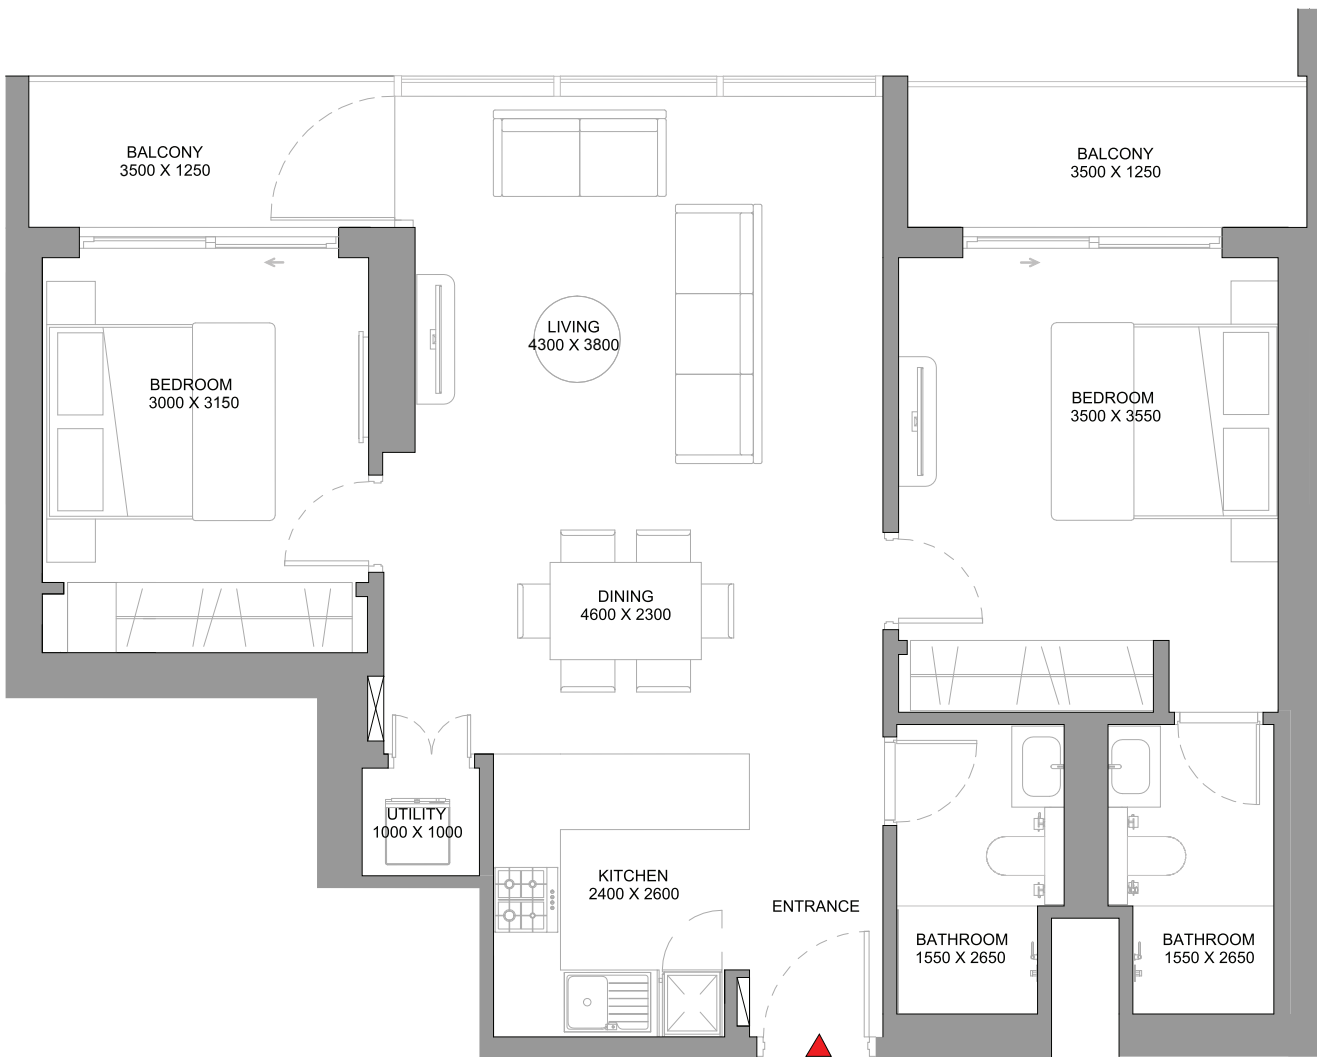 BALCONY
3500 X 1250
BALCONY
3500 X 1250
LIVING
4300 X 3800
BEDROOM
3000 X 3150
BEDROOM
3500 X 3550
DINING
4600 X 2300
UTILITY
1000 X 1000
KITCHEN
2400 X 2600
ENTRANCE
BATHROOM
1550 X 2650
BATHROOM
1550 X 2650